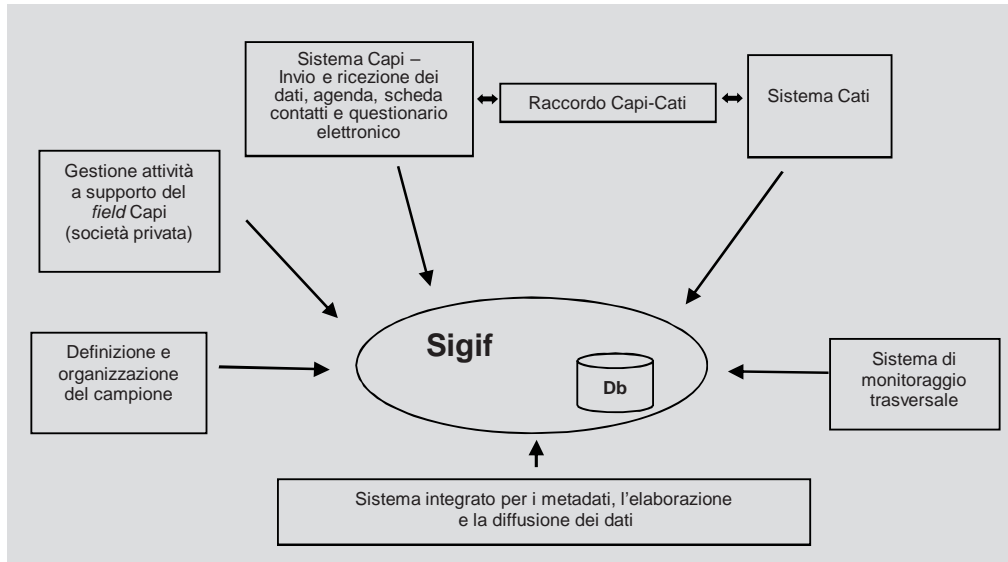 Sistema Capi –
Invio e ricezione dei
dati, agenda, scheda
contatti e questionario
elettronico
Raccordo Capi-Cati
Sistema Cati
Gestione attività
a supporto del
field Capi
(società privata)
Sigif
Db
Definizione e
organizzazione
del campione
Sistema di
monitoraggio
trasversale
Sistema integrato per i metadati, l’elaborazione
e la diffusione dei dati